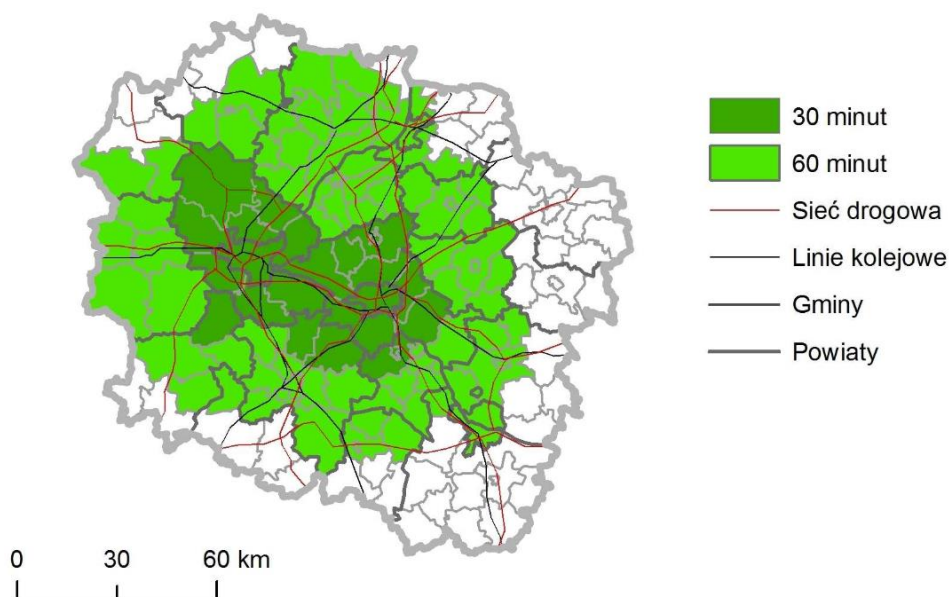 30 minut
60 minut
Sieć drogowa
Linie kolejowe
Gminy
Powiaty
0 30 60 km